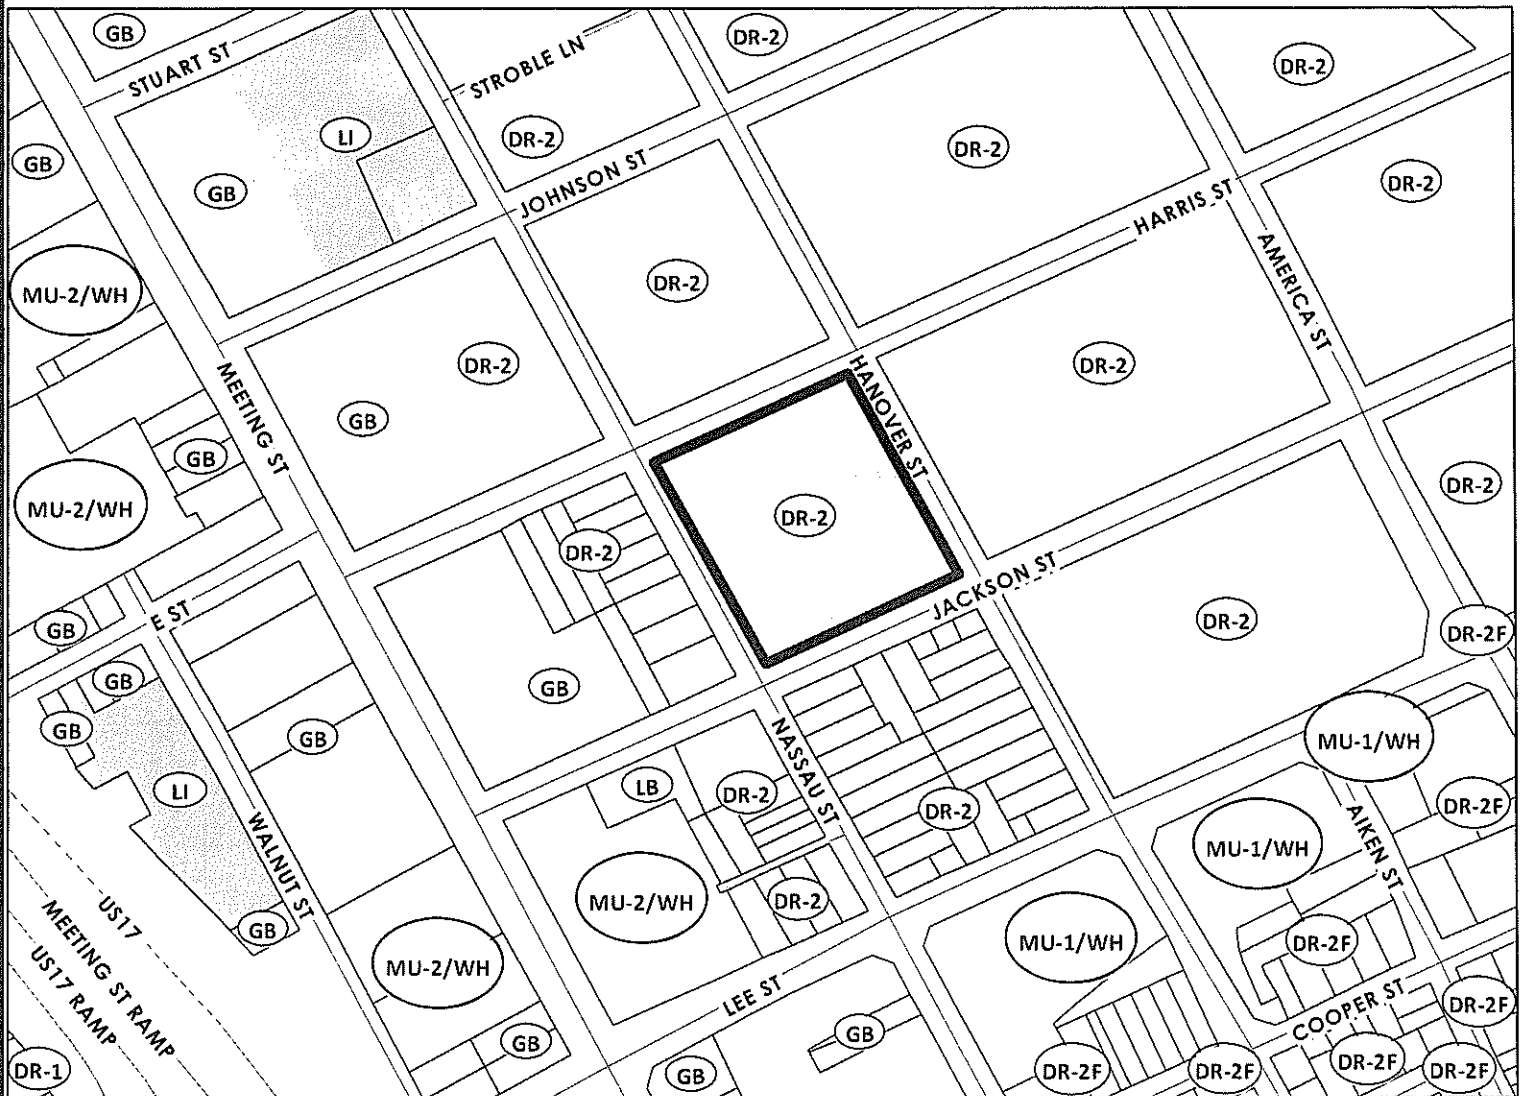 GB
STUART ST
STROBLE LN
DR-2
DR-2
GB
LI
DR-2
DR-2
DR-2
GB
JOHNSON ST
HARRIS ST
DR-2
AMERICA ST
MU-2/WH
DR-2
MEETING ST
DR-2
GB
HANOVER ST
DR-2
GB
MU-2/WH
DR-2
DR-2
DR-2
JACKSON ST
GB
E ST
DR-2
DR-2F
GB
GB
GB
GB
NASSAU ST
MU-1/WH
LI
LB
DR-2
DR-2
DR-2F
WALNUT ST
MU-1/WH
AIKEN ST
GB
US17
MEETING ST RAMP
US17 RAMP
MU-2/WH
MU-2/WH
DR-2
MU-1/WH
DR-2F
LEE ST
COOPER ST
DR-2F
GB
GB
GB
DR-1
DR-2F
DR-2F
DR-2F
DR-2F